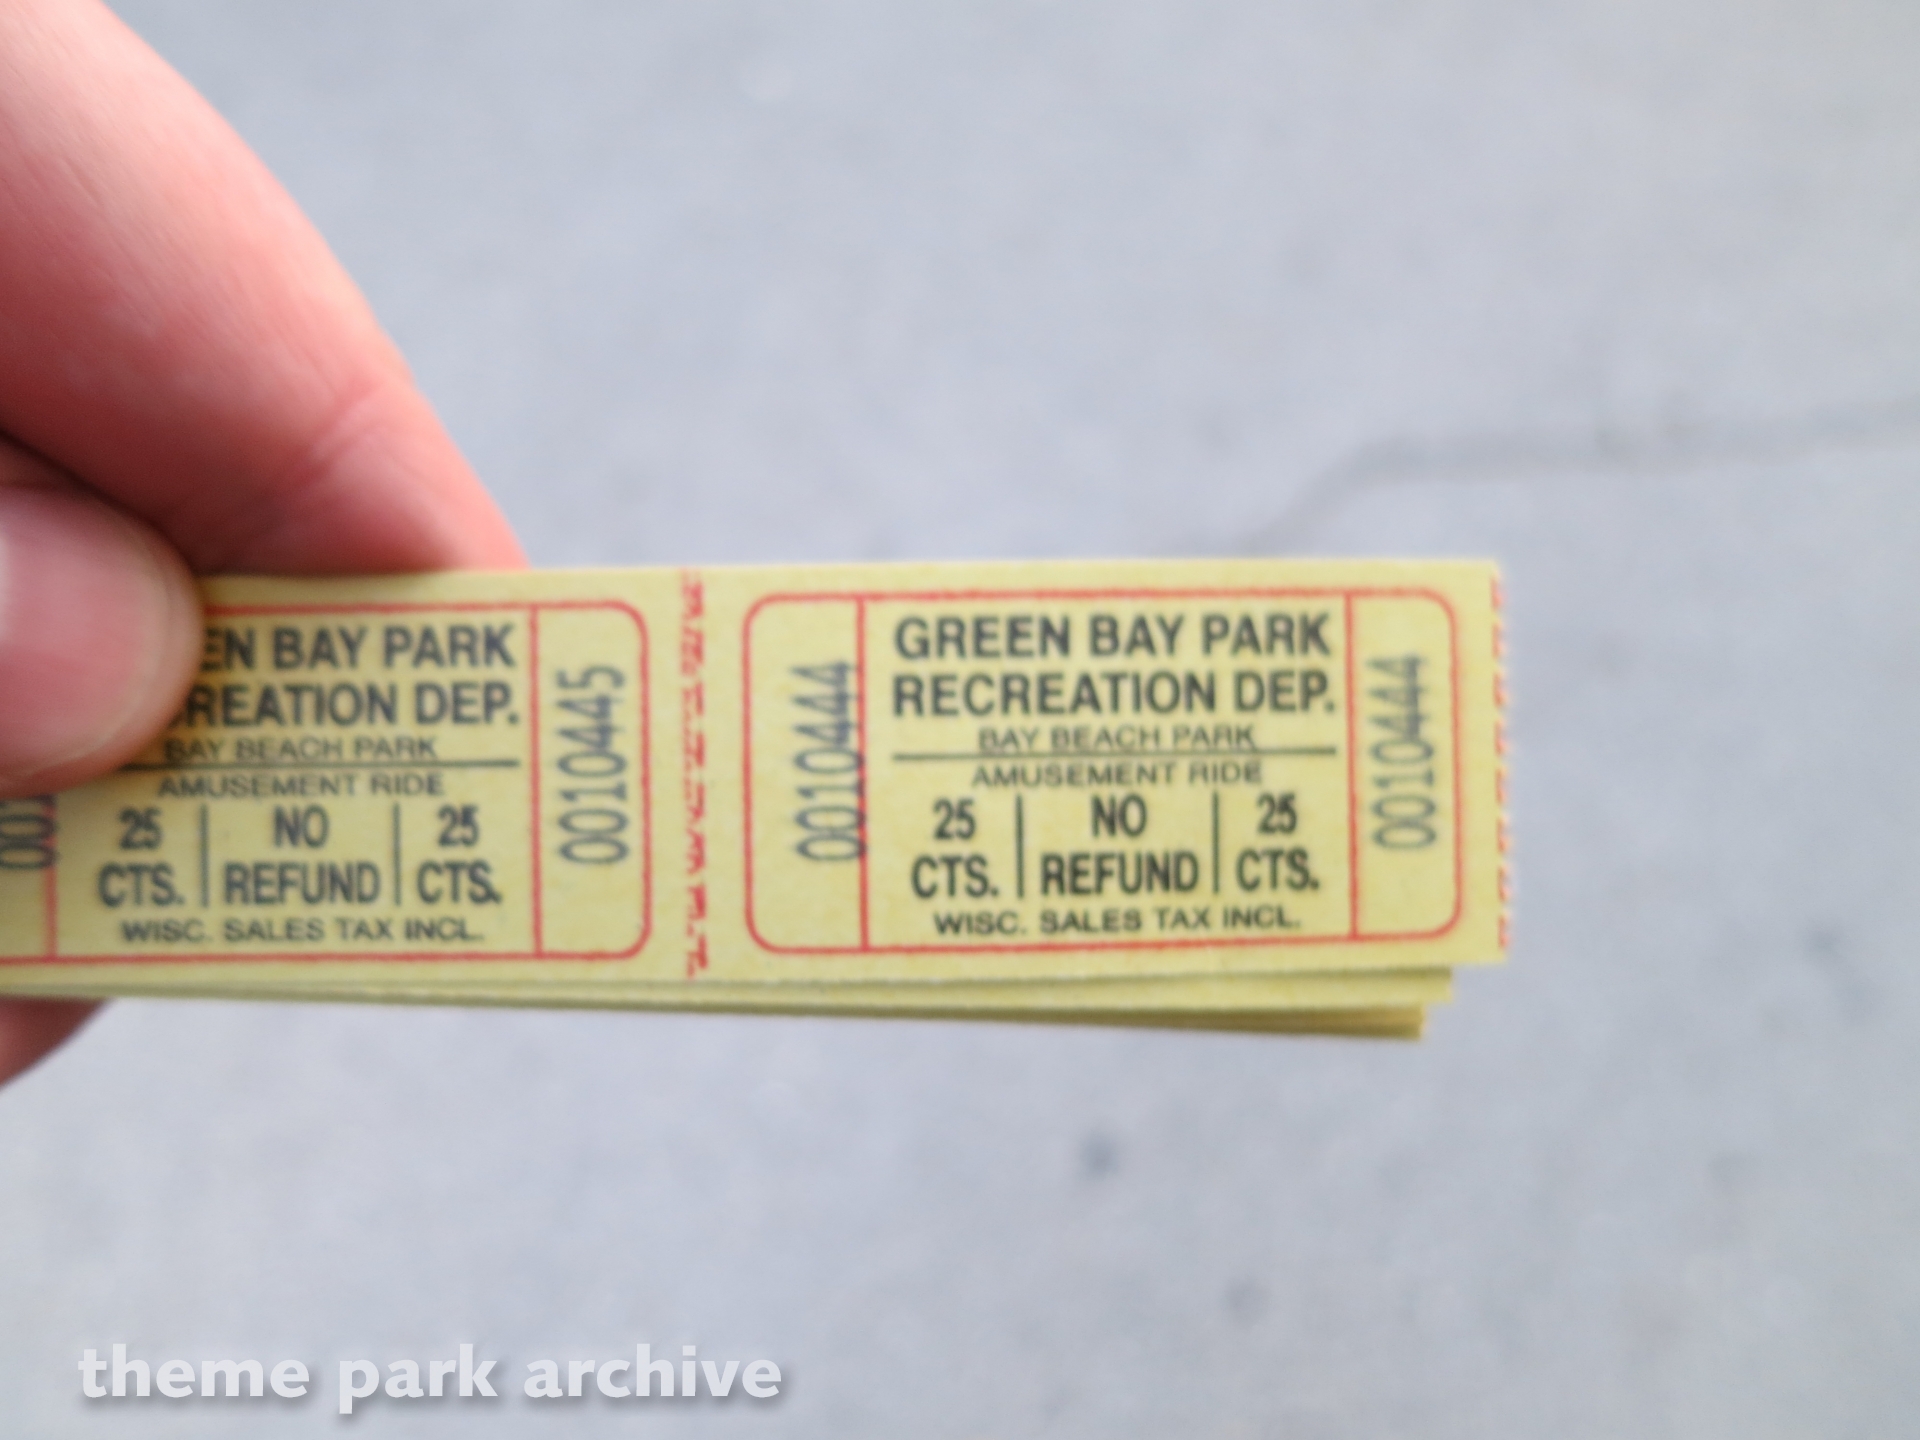 EN BAY PARK
REATION DEP.
BAY BEACH PARK
AMUSEMENT RIDE
25 CTS.
NO REFUND
25 CTS.
WISC. SALES TAX INCL.
001
0010445
0010444
GREEN BAY PARK
RECREATION DEP.
BAY BEACH PARK
AMUSEMENT RIDE
25 CTS.
NO REFUND
25 CTS.
WISC. SALES TAX INCL.
0010444
theme park archive